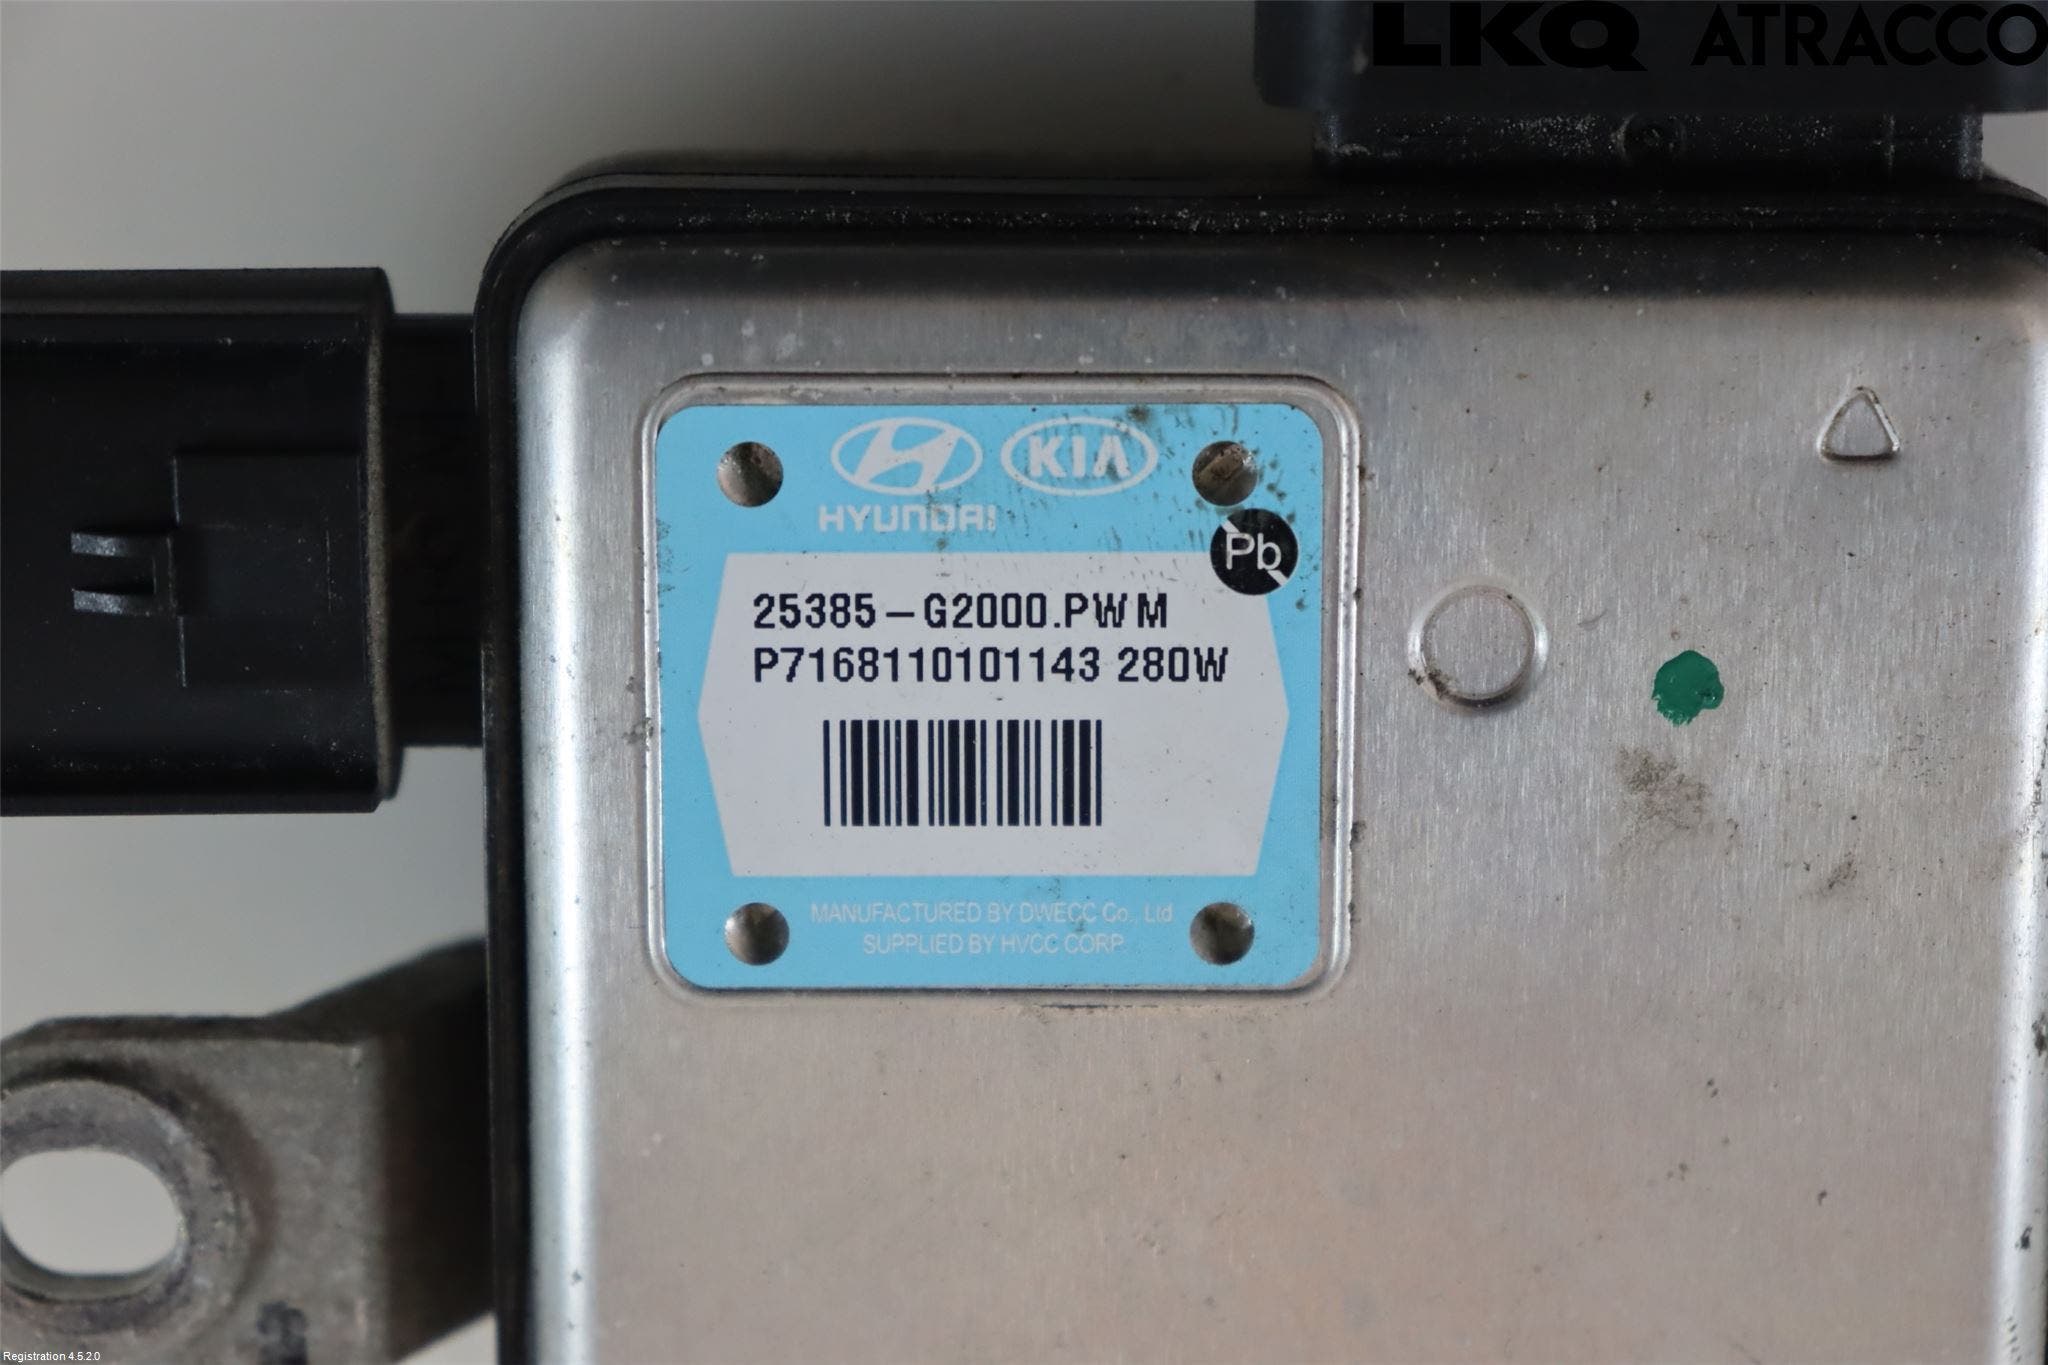 LKQ ATRACCO
KIA
HYUNDAI
Pb
25385-G2000.PWM
P7168110101143 280W
MANUFACTURED BY DWECC Co., Ltd
SUPPLIED BY HVCC CORP
Registration 4.5.2.0